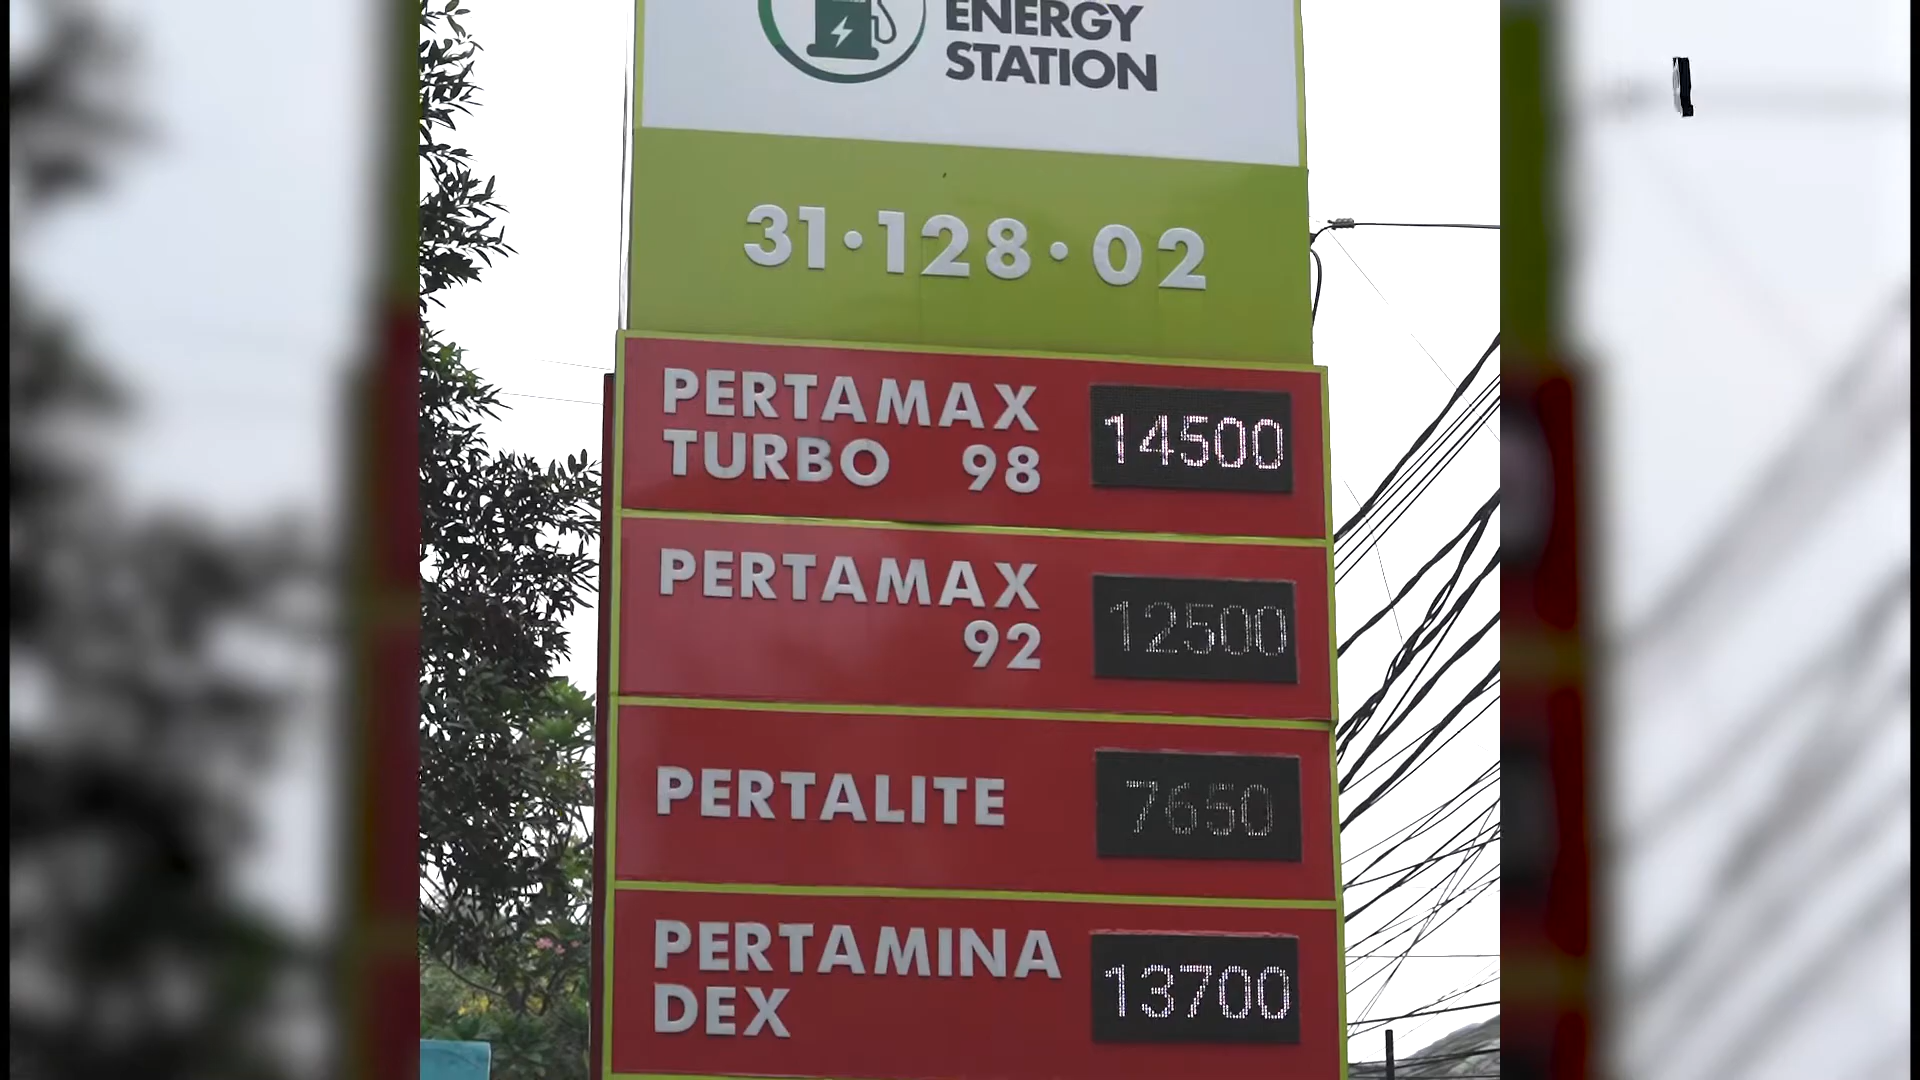 ENERGY
STATION
31·128·02
PERTAMAX
TURBO 98
14500
PERTAMAX
92
12500
PERTALITE
7650
PERTAMINA
DEX
13700